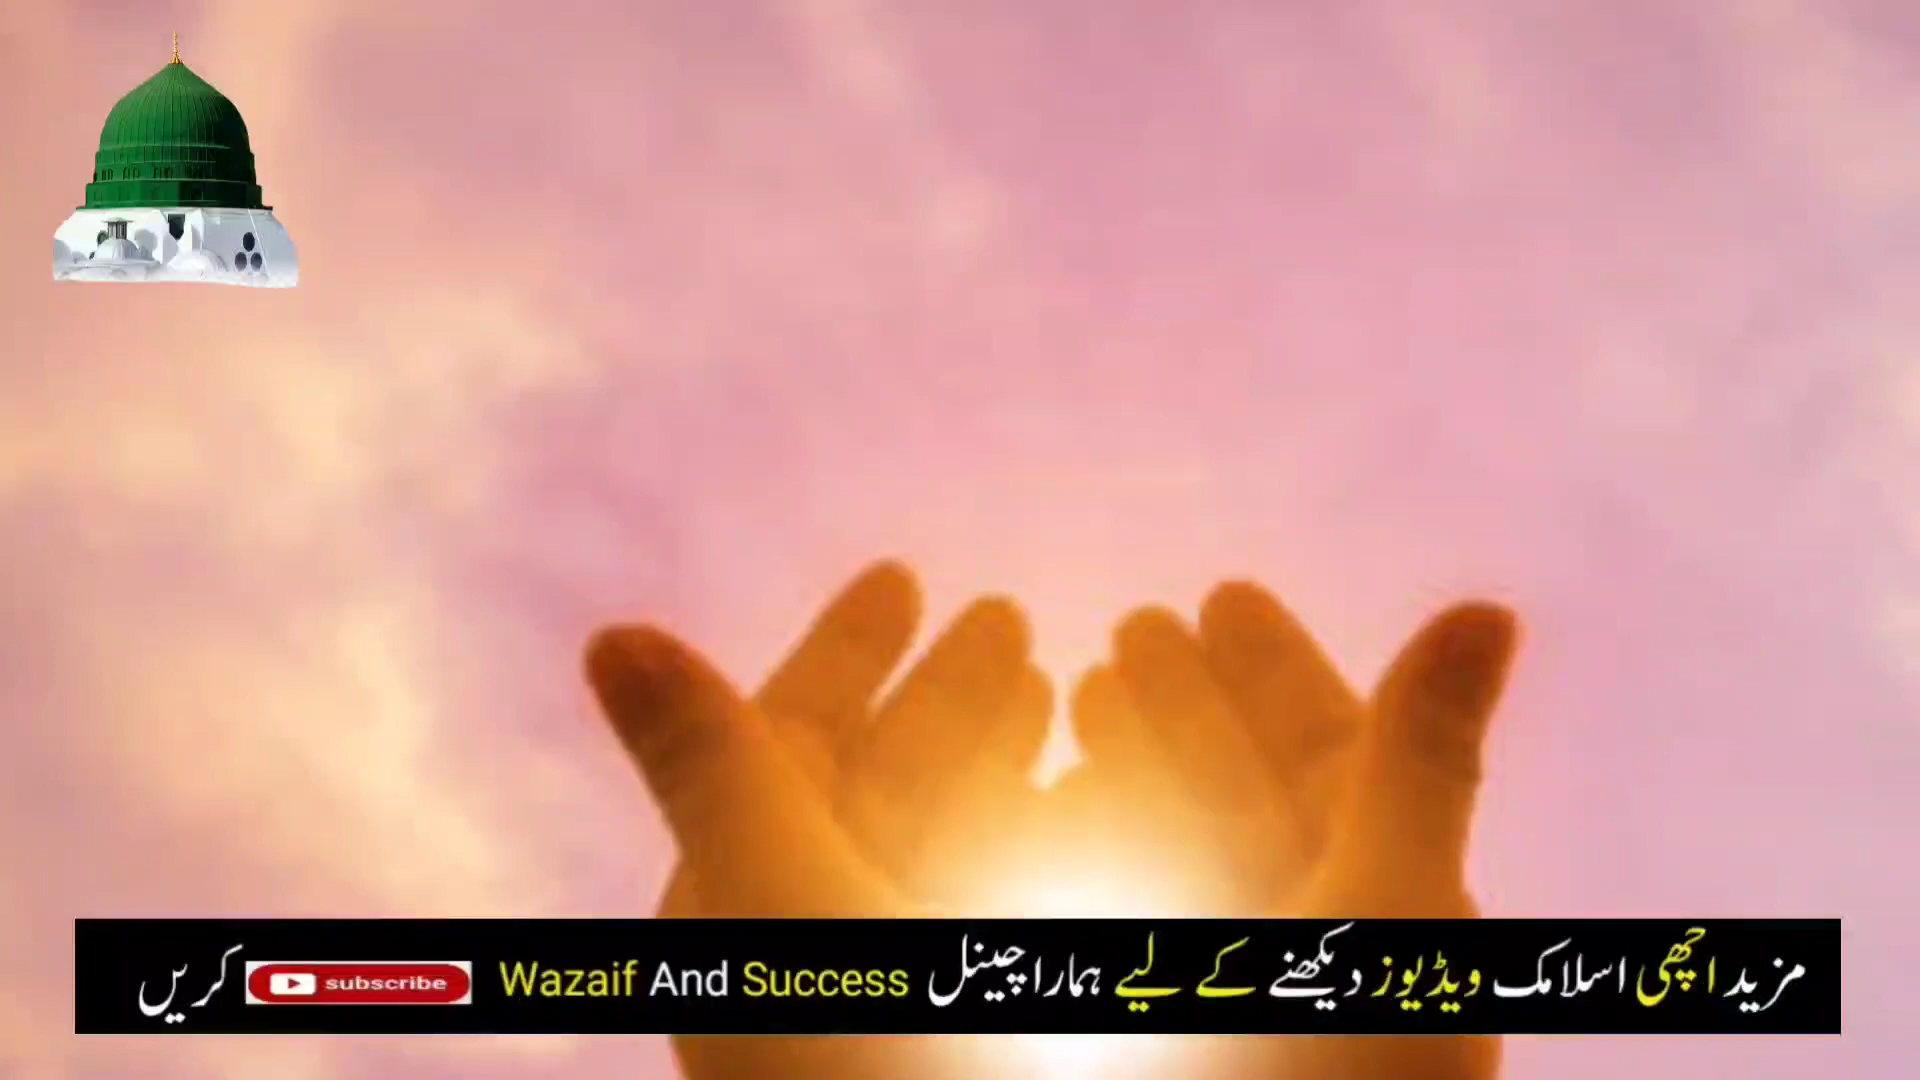 مزید اچھی اسلامک ویڈیوز دیکھنے کے لیے ہمارا چینل Wazaif And Success subscribe کریں